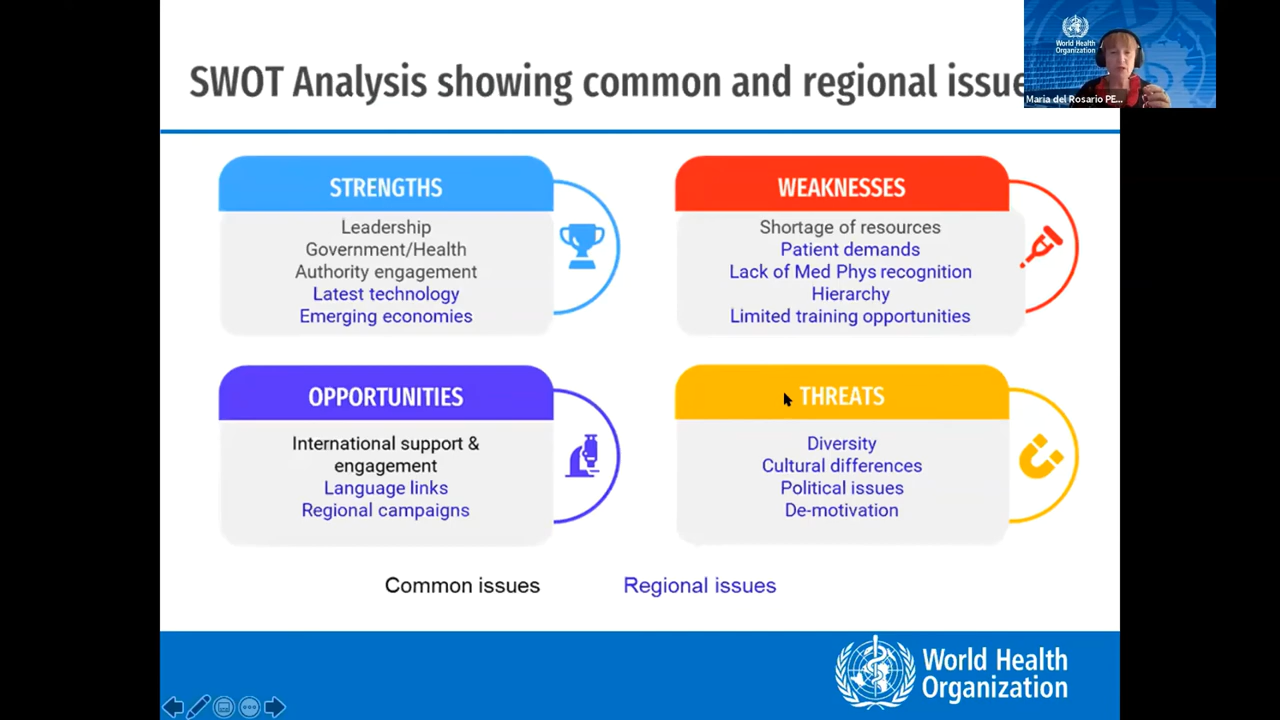 SWOT Analysis showing common and regional issue
World Health
Organization
Maria del Rosario PE...
STRENGTHS
Leadership
Government/Health
Authority engagement
Latest technology
Emerging economies
WEAKNESSES
Shortage of resources
Patient demands
Lack of Med Phys recognition
Hierarchy
Limited training opportunities
OPPORTUNITIES
International support &
engagement
Language links
Regional campaigns
THREATS
Diversity
Cultural differences
Political issues
De-motivation
Common issues
Regional issues
World Health
Organization